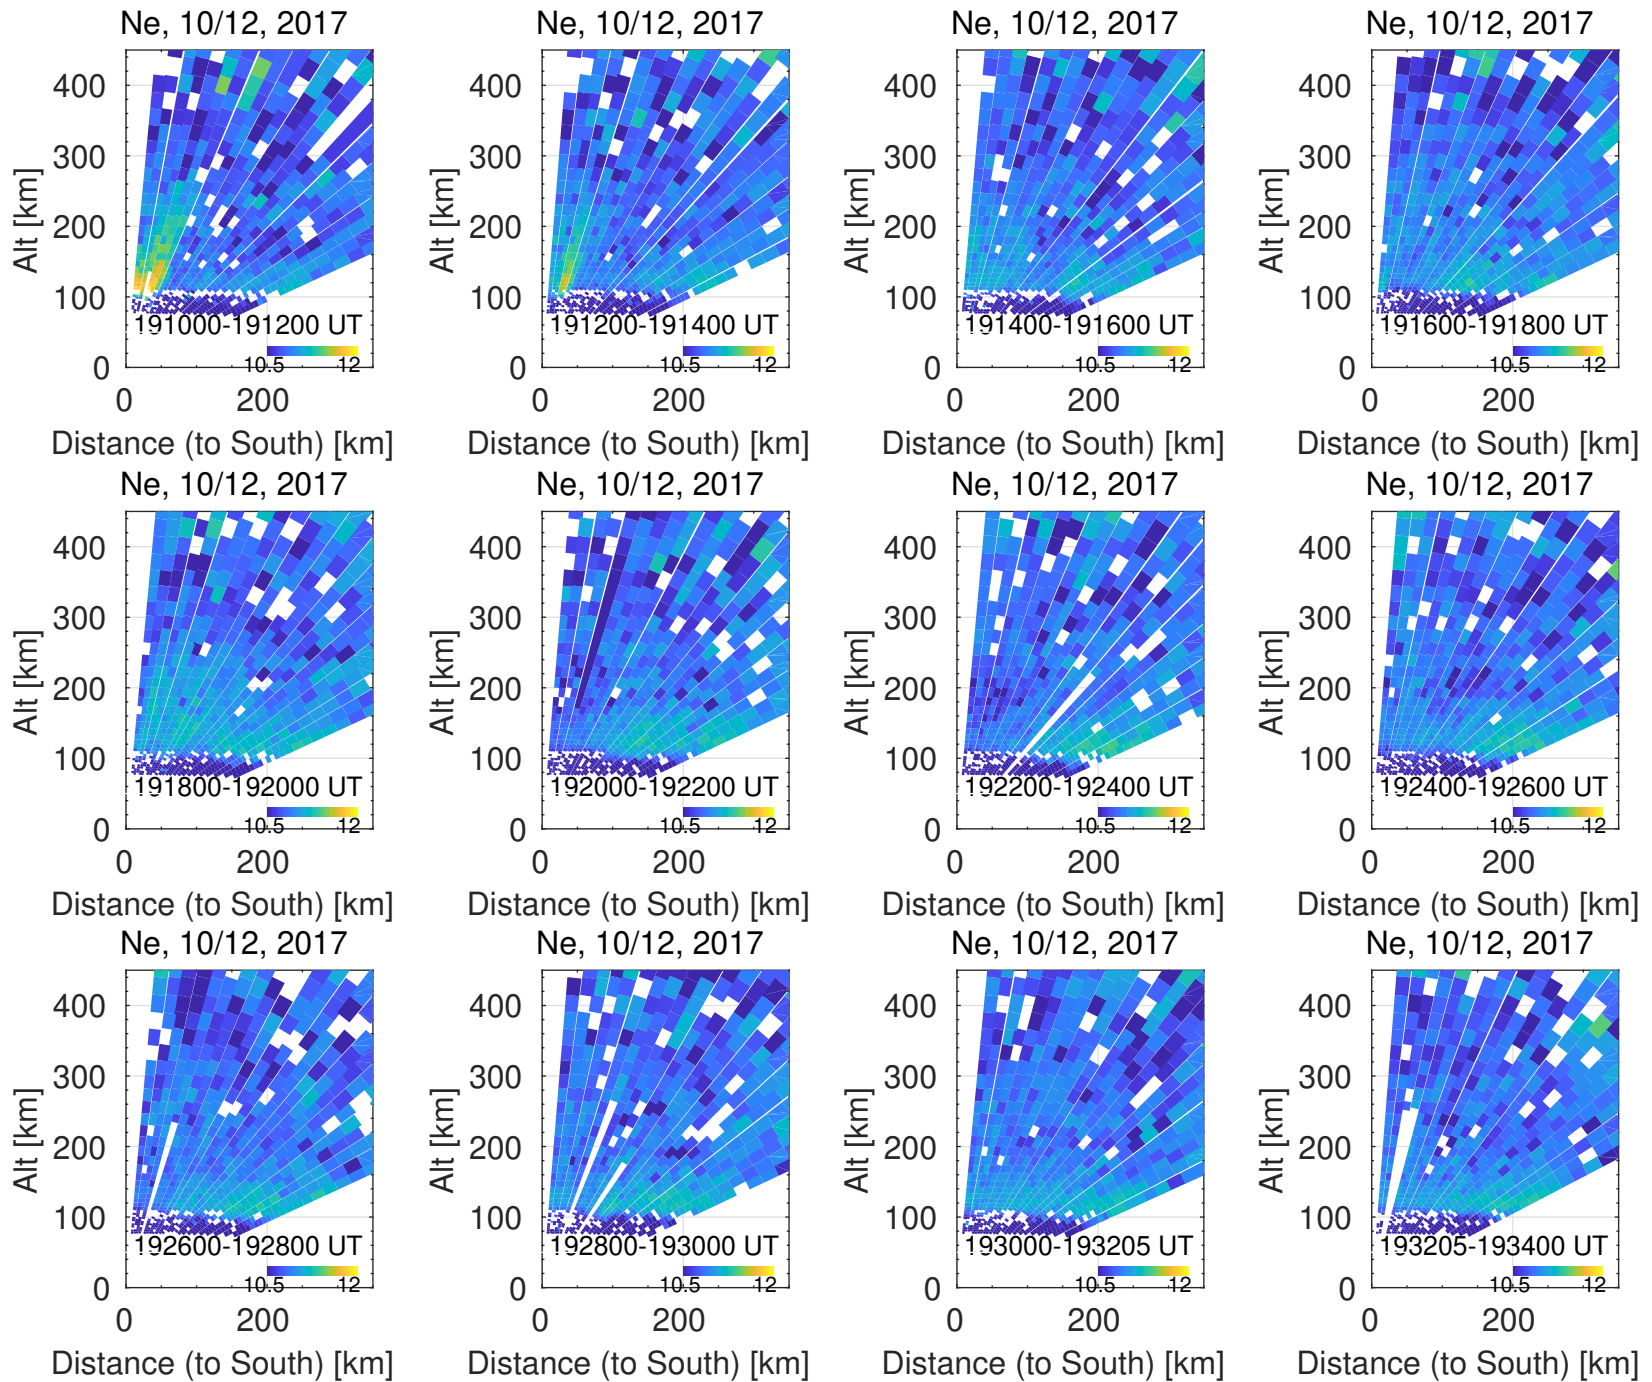 Ne, 10/12, 2017 Ne, 10/12, 2017 Ne, 10/12, 2017 Ne, 10/12, 2017
400 400 400 400
300 300 300 300
Alt [km] Alt [km] Alt [km] Alt [km]
200 200 200 200
100 100 100 100
191000-191200 UT 191200-191400 UT 191400-191600 UT 191600-191800 UT
10.5 12 10.5 12 10.5 12 10.5 12
0 0 0 0
0 200 0 200 0 200 0 200
Distance (to South) [km] Distance (to South) [km] Distance (to South) [km] Distance (to South) [km]
Ne, 10/12, 2017 Ne, 10/12, 2017 Ne, 10/12, 2017 Ne, 10/12, 2017
400 400 400 400
300 300 300 300
Alt [km] Alt [km] Alt [km] Alt [km]
200 200 200 200
100 100 100 100
191800-192000 UT 192000-192200 UT 192200-192400 UT 192400-192600 UT
10.5 12 10.5 12 10.5 12 10.5 12
0 0 0 0
0 200 0 200 0 200 0 200
Distance (to South) [km] Distance (to South) [km] Distance (to South) [km] Distance (to South) [km]
Ne, 10/12, 2017 Ne, 10/12, 2017 Ne, 10/12, 2017 Ne, 10/12, 2017
400 400 400 400
300 300 300 300
Alt [km] Alt [km] Alt [km] Alt [km]
200 200 200 200
100 100 100 100
192600-192800 UT 192800-193000 UT 193000-193205 UT 193205-193400 UT
10.5 12 10.5 12 10.5 12 10.5 12
0 0 0 0
0 200 0 200 0 200 0 200
Distance (to South) [km] Distance (to South) [km] Distance (to South) [km] Distance (to South) [km]